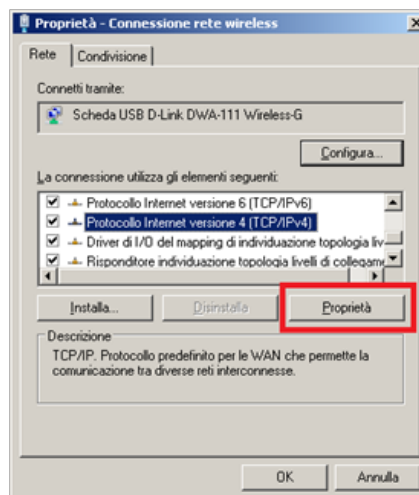 Proprietà - Connessione rete wireless
Rete
Condivisione
Connetti tramite:
Scheda USB D-Link DWA-111 Wireless-G
Configura...
La connessione utilizza gli elementi seguenti:
Protocollo Internet versione 6 (TCP/IPv6)
Protocollo Internet versione 4 (TCP/IPv4)
Driver di I/O del mapping di individuazione topologia liv
Risponditore individuazione topologia livelli di collegame
Installa...
Disinstalla
Proprietà
Descrizione
TCP/IP. Protocollo predefinito per le WAN che permette la
comunicazione tra diverse reti interconnesse.
OK
Annulla